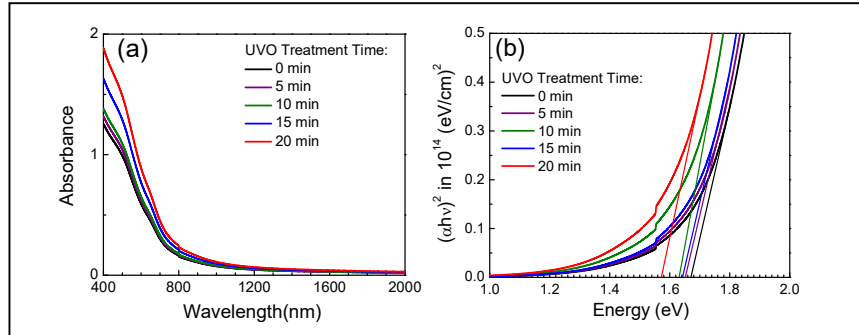 (a)
UVO Treatment Time:
0 min
5 min
10 min
15 min
20 min
2
1
0
Absorbance
400 800 1200 1600 2000
Wavelength(nm)
(b)
UVO Treatment Time:
0 min
5 min
10 min
15 min
20 min
0.5
0.4
0.3
0.2
0.1
0.0
(αhν)² in 10¹⁴ (eV/cm)²
1.0 1.2 1.4 1.6 1.8 2.0
Energy (eV)